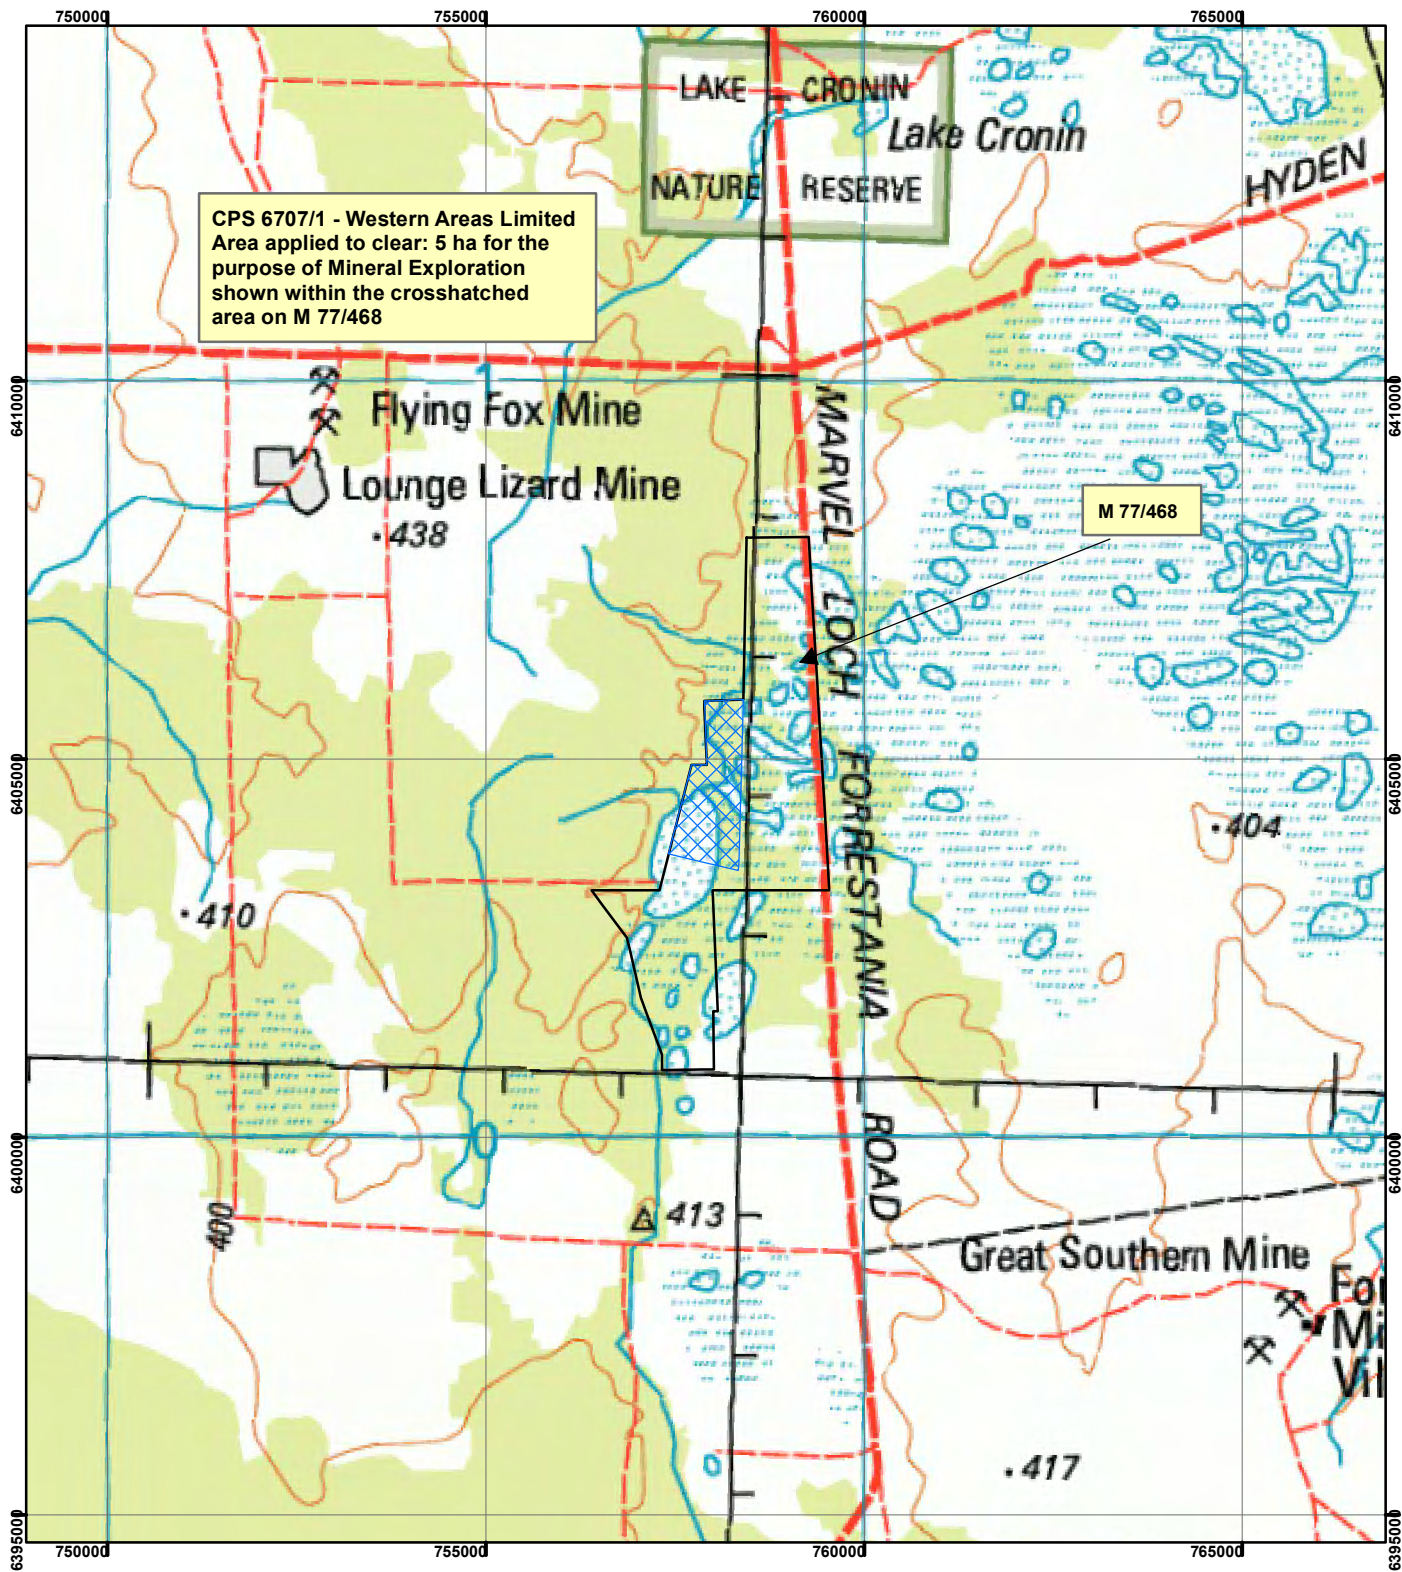 750000
755000
760000
765000
LAKE CRONIN
Lake Cronin
NATURE RESERVE
HYDEN
CPS 6707/1 - Western Areas Limited
Area applied to clear: 5 ha for the
purpose of Mineral Exploration
shown within the crosshatched
area on M 77/468
6410000
6410000
Flying Fox Mine
Lounge Lizard Mine
438
M 77/468
MARVEL LOCH FORRESTANIA ROAD
6405000
6405000
404
410
6400000
6400000
400
413
Great Southern Mine
For
Mi
Vil
417
6395000
6395000
750000
755000
760000
765000